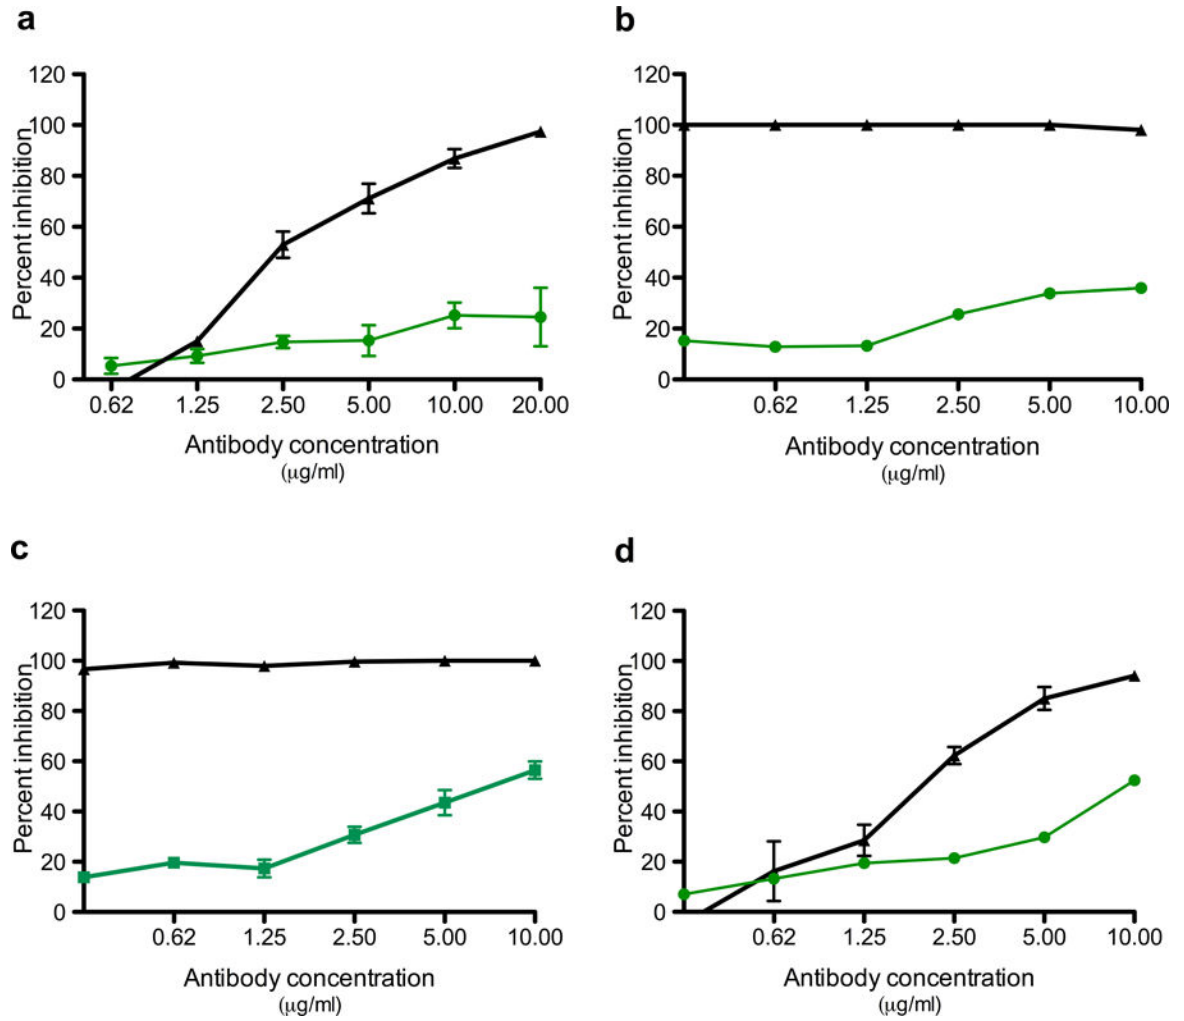 a
120
100
80
60
40
20
0
Percent inhibition
0.62 1.25 2.50 5.00 10.00 20.00
Antibody concentration
(μg/ml)
b
120
100
80
60
40
20
0
Percent inhibition
0.62 1.25 2.50 5.00 10.00
Antibody concentration
(μg/ml)
c
120
100
80
60
40
20
0
Percent inhibition
0.62 1.25 2.50 5.00 10.00
Antibody concentration
(μg/ml)
d
120
100
80
60
40
20
0
Percent inhibition
0.62 1.25 2.50 5.00 10.00
Antibody concentration
(μg/ml)